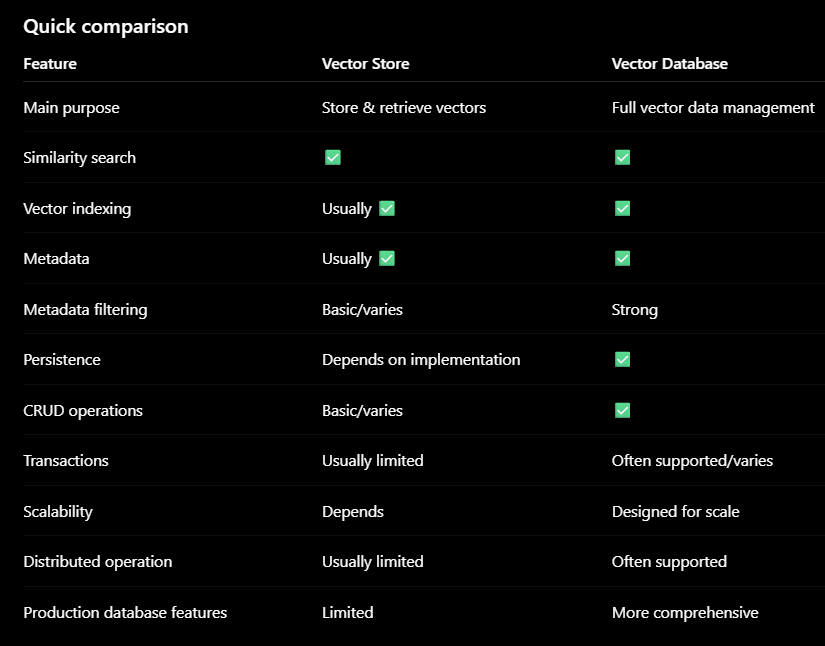 Quick comparison
Feature Vector Store Vector Database
Main purpose Store & retrieve vectors Full vector data management
Similarity search ✅ ✅
Vector indexing Usually ✅ ✅
Metadata Usually ✅ ✅
Metadata filtering Basic/varies Strong
Persistence Depends on implementation ✅
CRUD operations Basic/varies ✅
Transactions Usually limited Often supported/varies
Scalability Depends Designed for scale
Distributed operation Usually limited Often supported
Production database features Limited More comprehensive